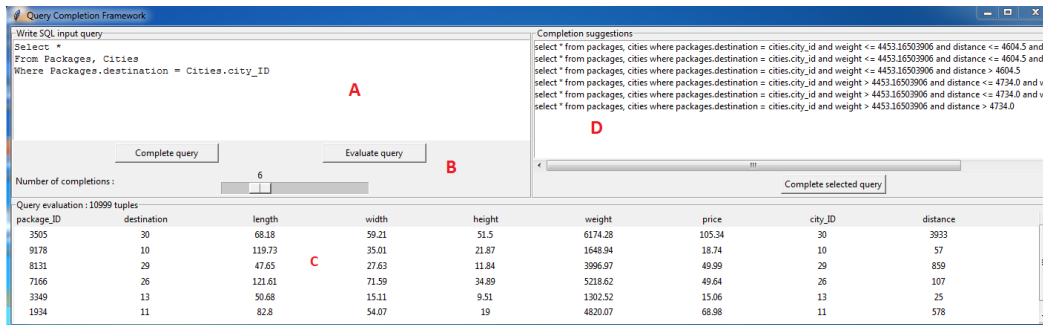 Query Completion Framework
Write SQL input query
Select *
From Packages, Cities
Where Packages.destination = Cities.city_ID
A
Complete query
Evaluate query
B
Number of completions :
6
Completion suggestions
select * from packages, cities where packages.destination = cities.city_id and weight <= 4453.16503906 and distance <= 4604.5 and
select * from packages, cities where packages.destination = cities.city_id and weight <= 4453.16503906 and distance <= 4604.5 and
select * from packages, cities where packages.destination = cities.city_id and weight <= 4453.16503906 and distance > 4604.5
select * from packages, cities where packages.destination = cities.city_id and weight > 4453.16503906 and distance <= 4734.0 and w
select * from packages, cities where packages.destination = cities.city_id and weight > 4453.16503906 and distance <= 4734.0 and w
select * from packages, cities where packages.destination = cities.city_id and weight > 4453.16503906 and distance > 4734.0
D
Complete selected query
Query evaluation : 10999 tuples
package_ID destination length width height weight price city_ID distance
3505 30 68.18 59.21 51.5 6174.28 105.34 30 3933
9178 10 119.73 35.01 21.87 1648.94 18.74 10 57
8131 29 47.65 27.63 11.84 3996.97 49.99 29 859
7166 26 121.61 71.59 34.89 5218.62 49.64 26 107
3349 13 50.68 15.11 9.51 1302.52 15.06 13 25
1934 11 82.8 54.07 19 4820.07 68.98 11 578
C